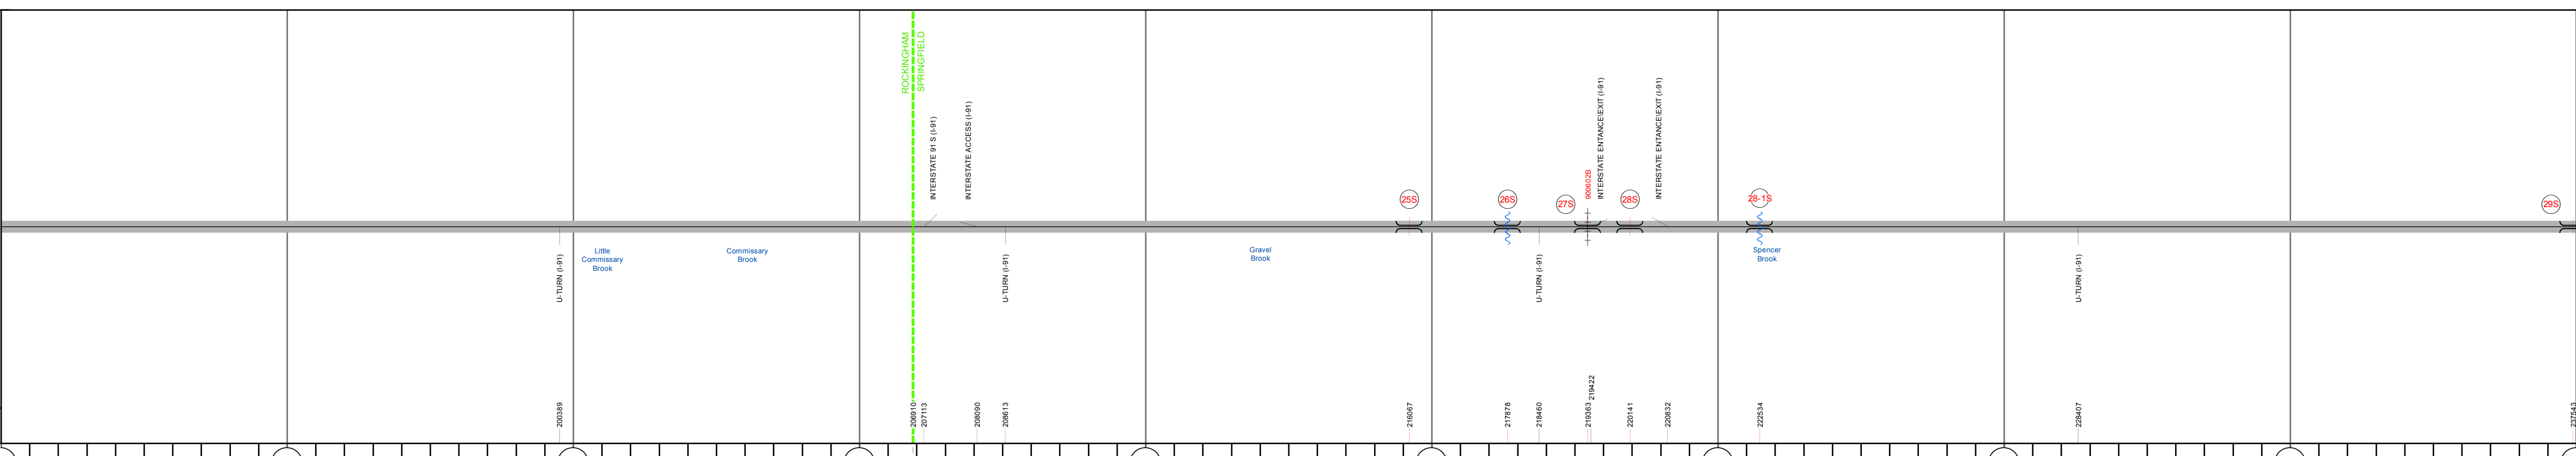 ROCKINGHAM
SPRINGFIELD
INTERSTATE 91 S (I-91)
INTERSTATE ACCESS (I-91)
25S
26S
27S
900602B
INTERSTATE ENTANCE\EXIT (I-91)
28S
INTERSTATE ENTANCE\EXIT (I-91)
28-1S
29S
U-TURN (I-91)
Little
Commissary
Brook
Commissary
Brook
U-TURN (I-91)
Gravel
Brook
U-TURN (I-91)
Spencer
Brook
U-TURN (I-91)
200389
206910
207113
208090
208613
216067
217878
218460
219363
219422
220141
220832
222534
228407
237543